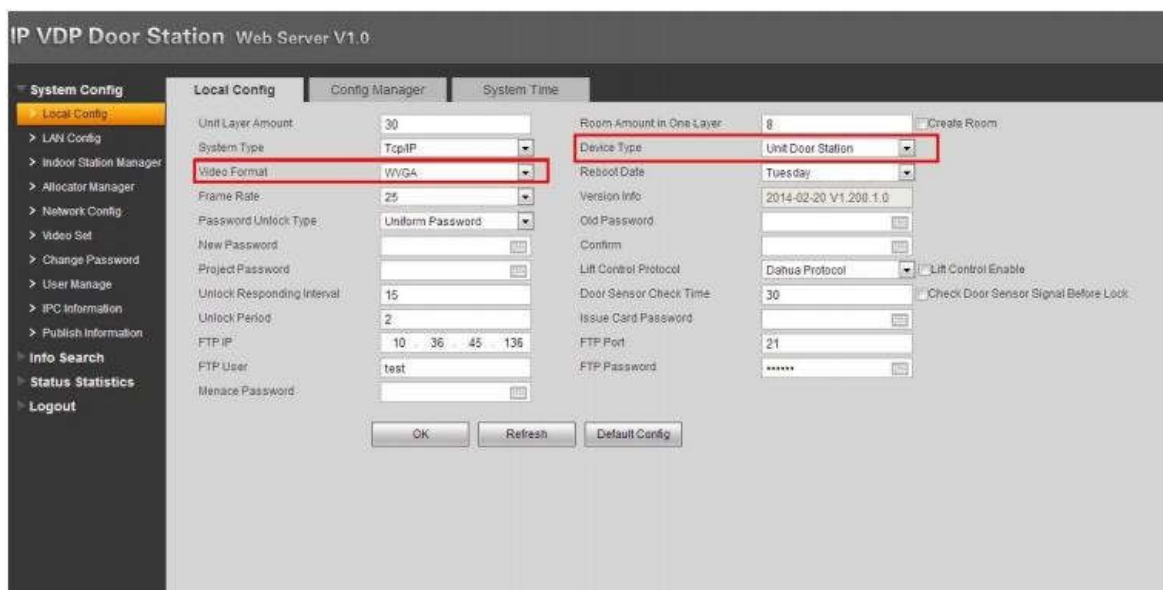 IP VDP Door Station Web Server V1.0
System Config
> Local Config
> LAN Config
> Indoor Station Manager
> Allocator Manager
> Network Config
> Video Set
> Change Password
> User Manage
> IPC Information
> Publish Information
Info Search
Status Statistics
Logout
Local Config Config Manager System Time
Unit Layer Amount 30 Room Amount in One Layer 8 Create Room
System Type Tcp/IP Device Type Unit Door Station
Video Format WVGA Reboot Date Tuesday
Frame Rate 25 Version Info 2014-02-20 V1.200.1.0
Password Unlock Type Uniform Password Old Password
New Password Confirm
Project Password Lift Control Protocol Dahua Protocol Lift Control Enable
Unlock Responding Interval 15 Door Sensor Check Time 30 Check Door Sensor Signal Before Lock
Unlock Period 2 Issue Card Password
FTP IP 10 . 36 . 45 . 136 FTP Port 21
FTP User test FTP Password ••••••
Menace Password
OK Refresh Default Config